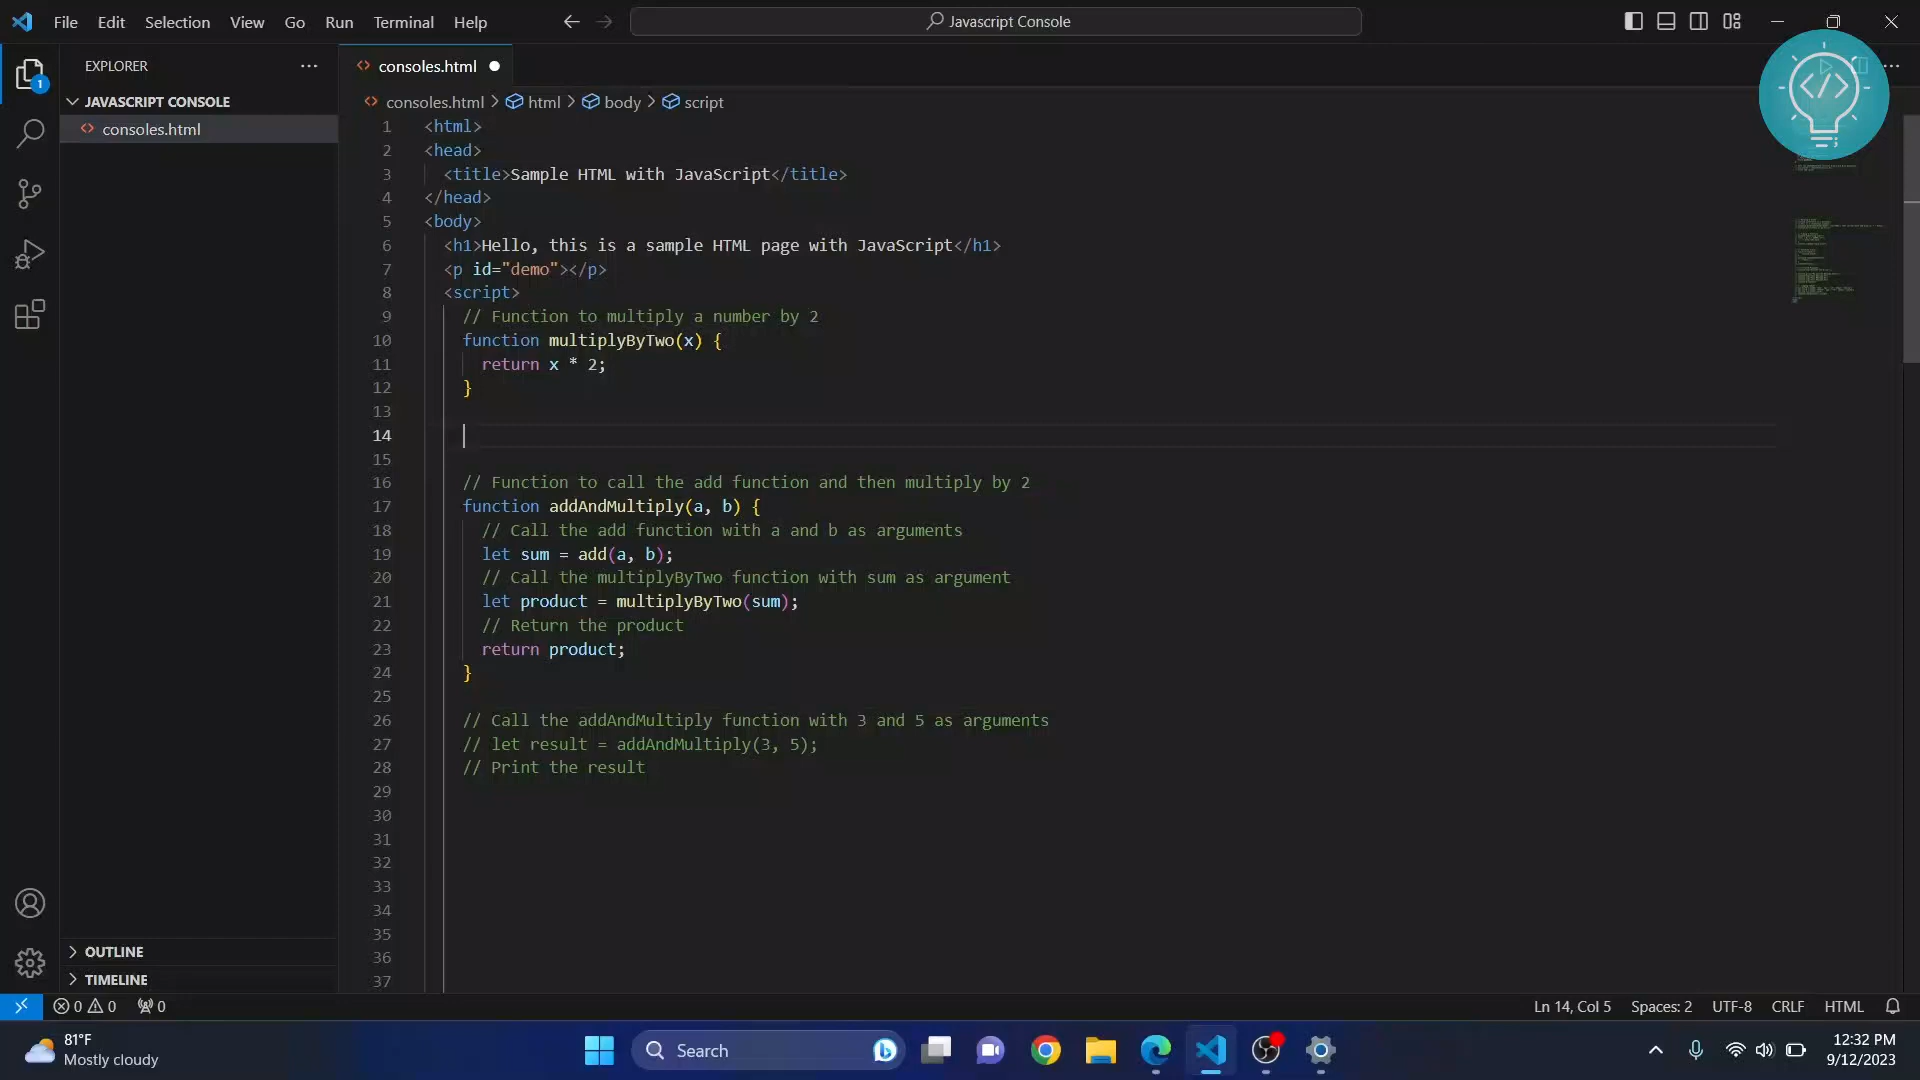 File Edit Selection View Go Run Terminal Help
Javascript Console
EXPLORER
consoles.html
JAVASCRIPT CONSOLE
consoles.html
1
consoles.html > html > body > script
1 <html>
2 <head>
3 <title>Sample HTML with JavaScript</title>
4 </head>
5 <body>
6 <h1>Hello, this is a sample HTML page with JavaScript</h1>
7 <p id="demo"></p>
8 <script>
9 // Function to multiply a number by 2
10 function multiplyByTwo(x) {
11 return x * 2;
12 }
13
14
15
16 // Function to call the add function and then multiply by 2
17 function addAndMultiply(a, b) {
18 // Call the add function with a and b as arguments
19 let sum = add(a, b);
20 // Call the multiplyByTwo function with sum as argument
21 let product = multiplyByTwo(sum);
22 // Return the product
23 return product;
24 }
25
26 // Call the addAndMultiply function with 3 and 5 as arguments
27 // let result = addAndMultiply(3, 5);
28 // Print the result
29
30
31
32
33
34
35
36
37
OUTLINE
TIMELINE
0 0 0
Ln 14, Col 5 Spaces: 2 UTF-8 CRLF HTML
81°F
Mostly cloudy
Search
12:32 PM
9/12/2023